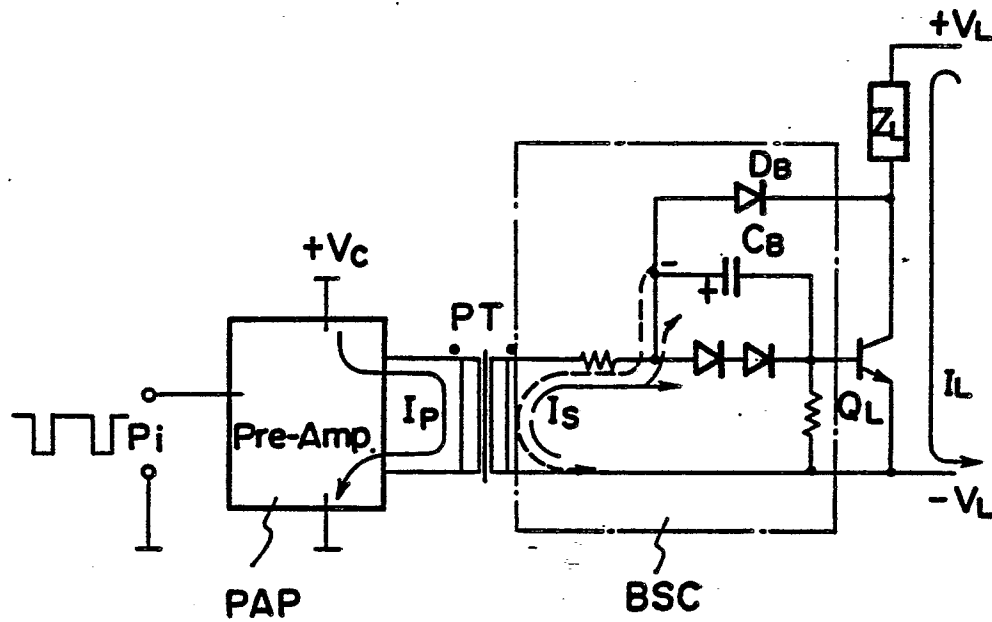 +VL
ZL
DB
CB
-
+
+VC
PT
IP
IS
QL
IL
Pi
Pre-Amp.
-VL
PAP
BSC